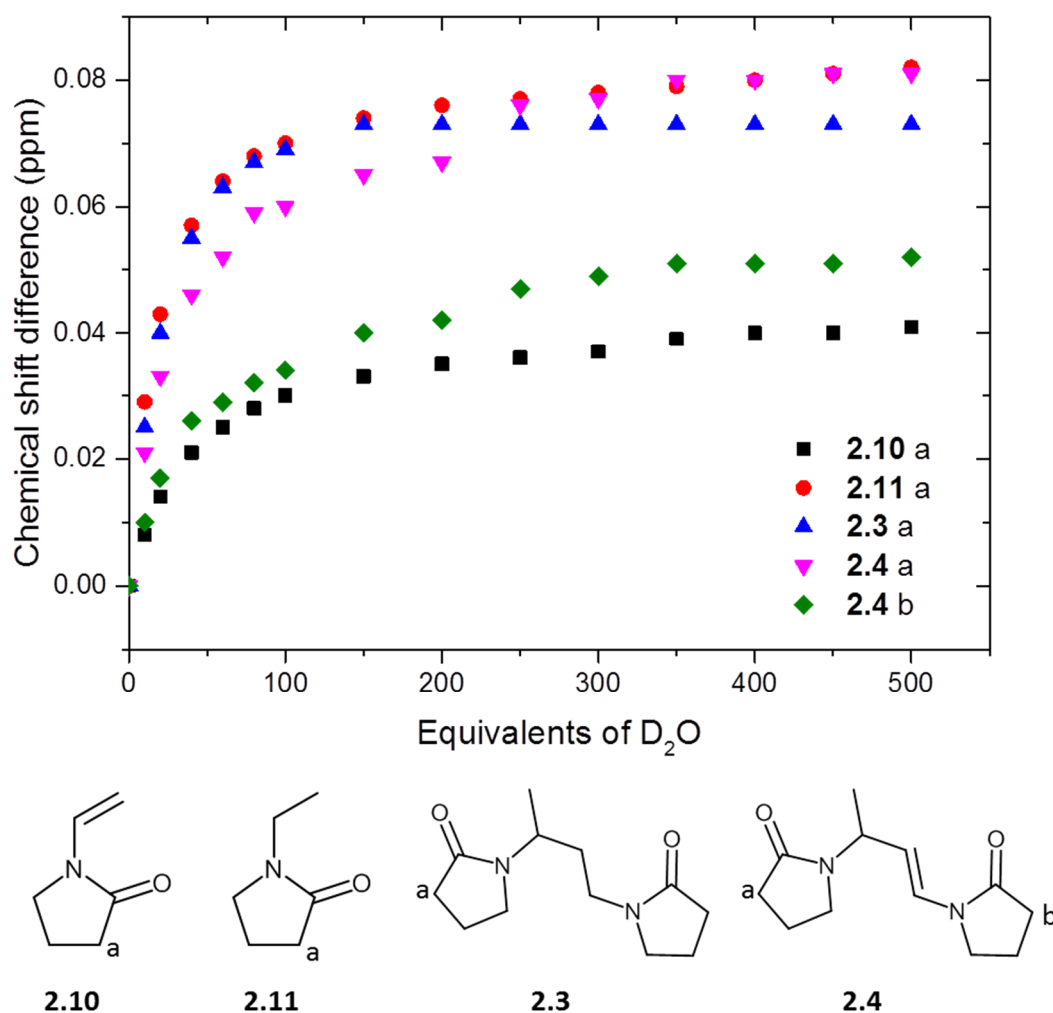 Chemical shift difference (ppm)
0.08
0.06
0.04
0.02
0.00
2.10 a
2.11 a
2.3 a
2.4 a
2.4 b
0 100 200 300 400 500
Equivalents of D₂O
N O a
N O a
O N a O N
O N a O N b
2.10 2.11 2.3 2.4